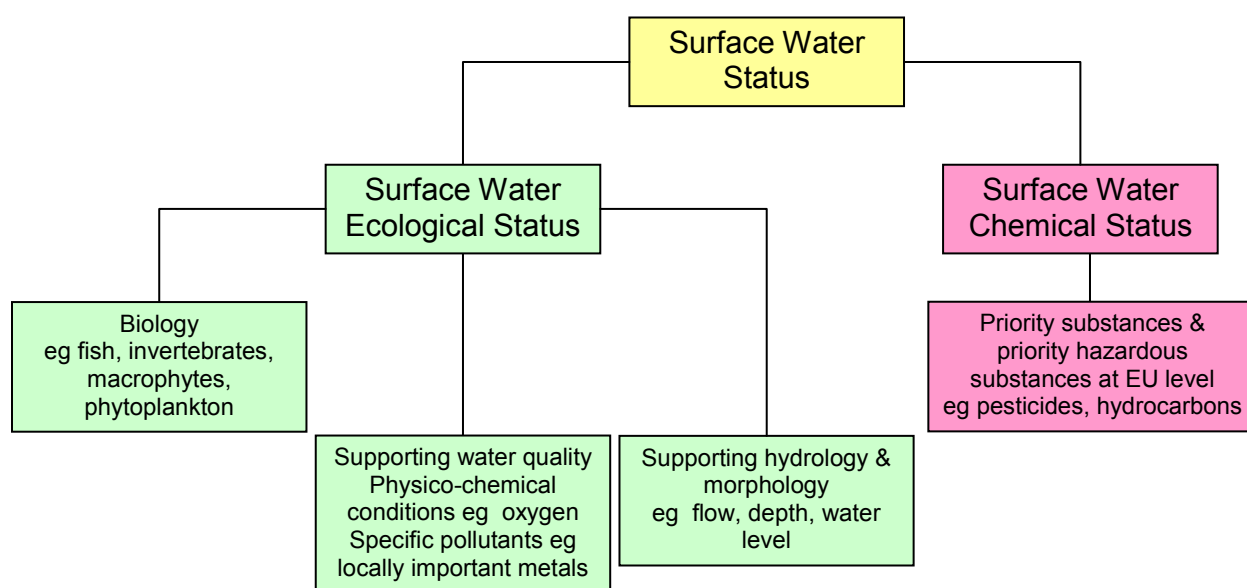 Surface Water
Status
Surface Water
Ecological Status
Surface Water
Chemical Status
Biology
eg fish, invertebrates,
macrophytes,
phytoplankton
Supporting water quality
Physico-chemical
conditions eg oxygen
Specific pollutants eg
locally important metals
Supporting hydrology &
morphology
eg flow, depth, water
level
Priority substances &
priority hazardous
substances at EU level
eg pesticides, hydrocarbons